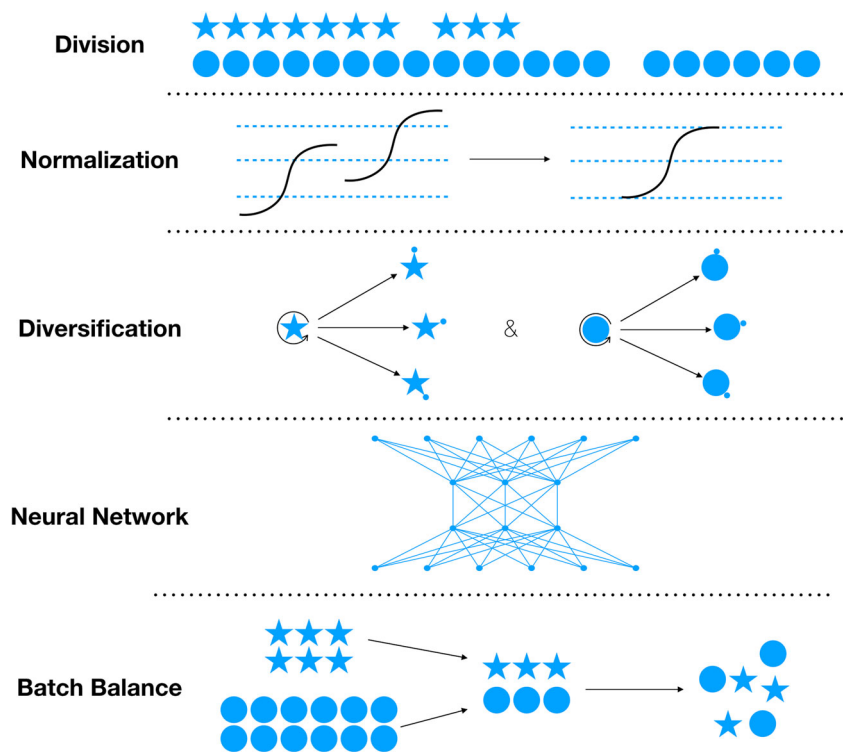 Division
Normalization
Diversification
&
Neural Network
Batch Balance